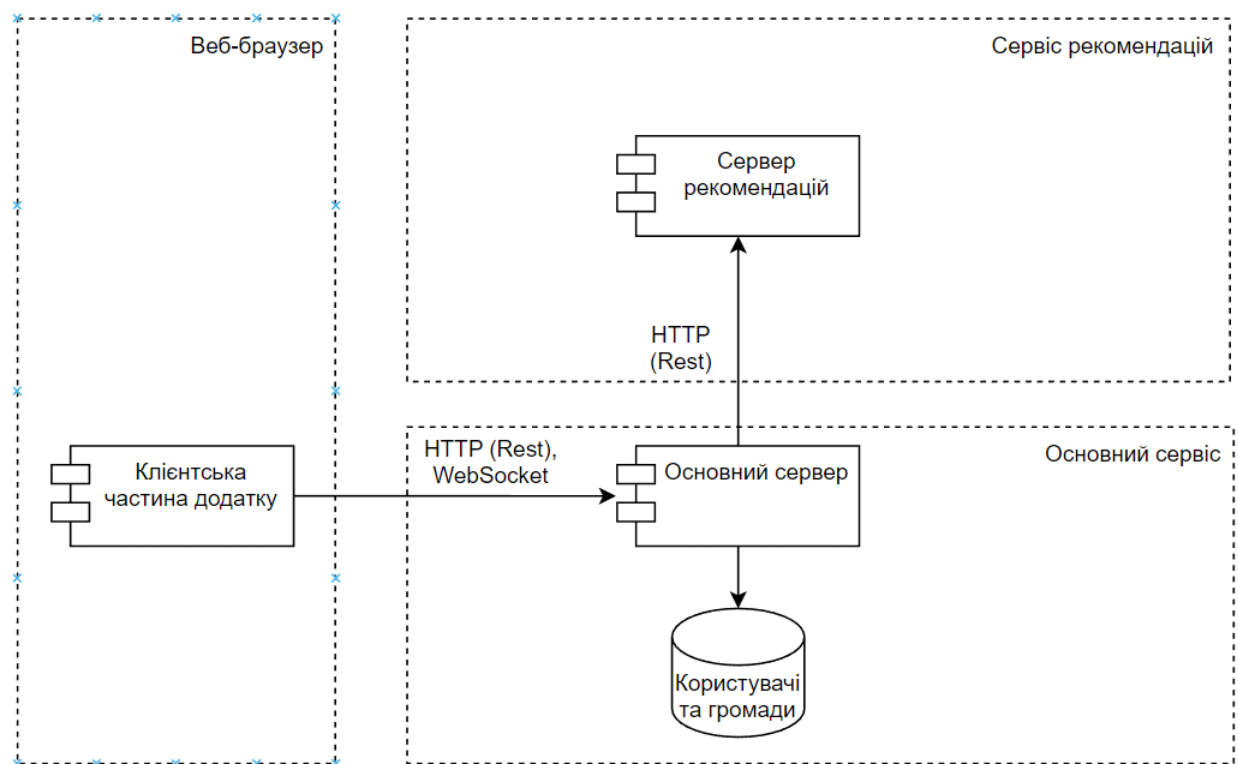 Веб-браузер
Сервіс рекомендацій
Сервер
рекомендацій
HTTP
(Rest)
HTTP (Rest),
WebSocket
Основний сервіс
Клієнтська
частина додатку
Основний сервер
Користувачі
та громади